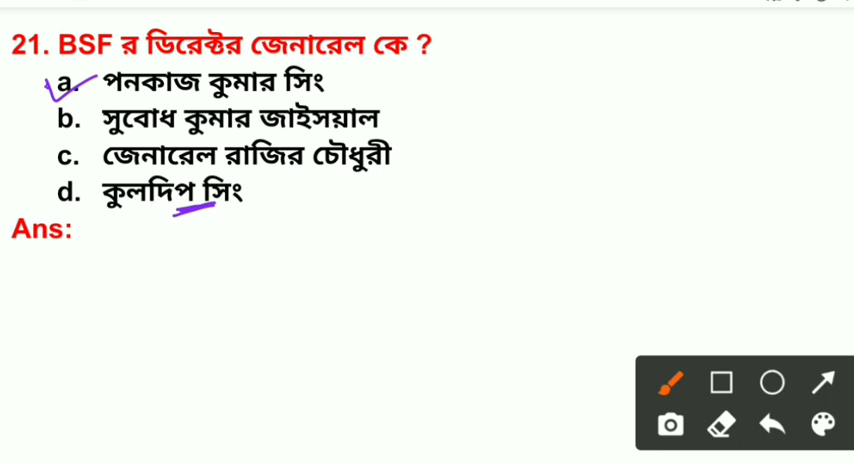 21. BSF র ডিরেক্টর জেনারেল কে ?
a. পনকাজ কুমার সিং
b. সুবোধ কুমার জাইসয়াল
c. জেনারেল রাজির চৌধুরী
d. কুলদিপ সিং
Ans: